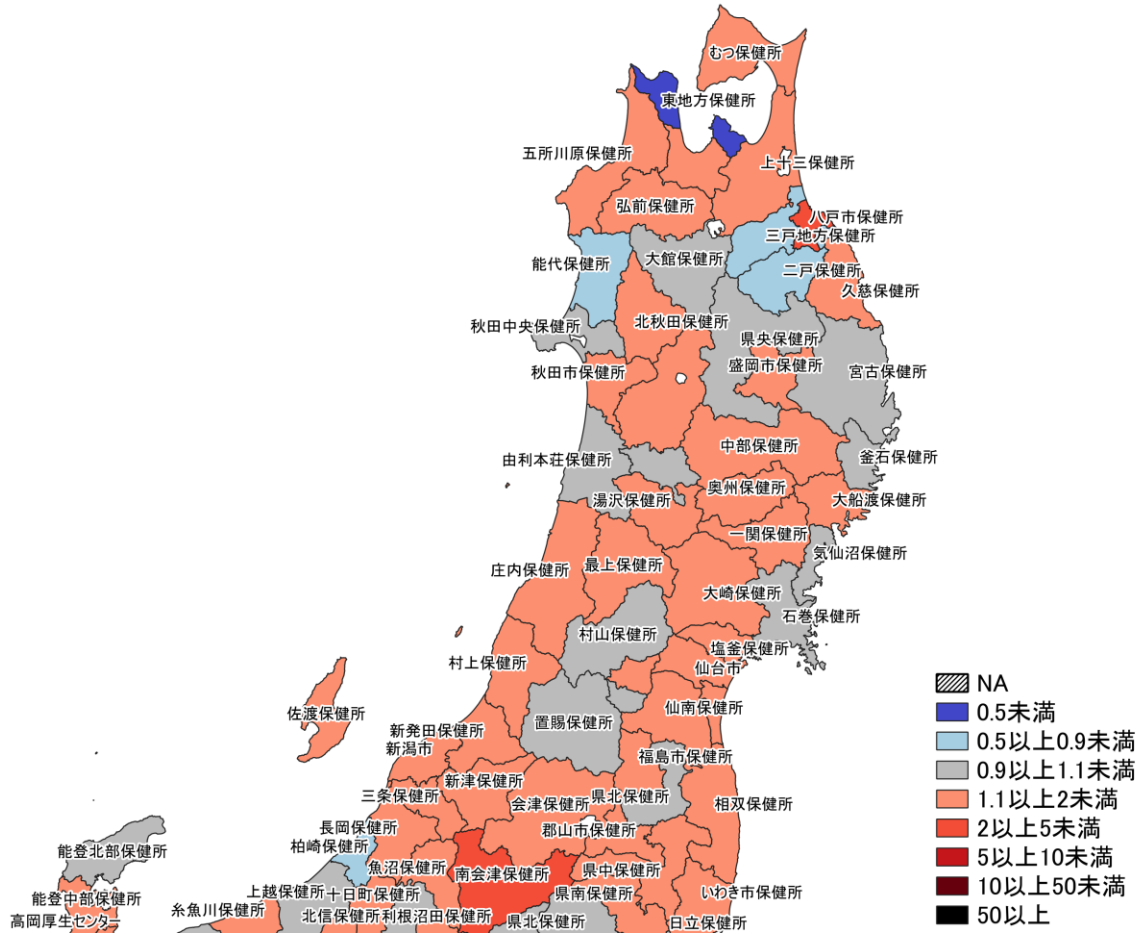 むつ保健所
東地方保健所
五所川原保健所
上十三保健所
弘前保健所
八戸市保健所
三戸地方保健所
能代保健所
大館保健所
二戸保健所
久慈保健所
秋田中央保健所
北秋田保健所
県央保健所
盛岡市保健所
秋田市保健所
宮古保健所
中部保健所
由利本荘保健所
釜石保健所
奥州保健所
湯沢保健所
大船渡保健所
一関保健所
気仙沼保健所
最上保健所
庄内保健所
大崎保健所
石巻保健所
村山保健所
塩釜保健所
村上保健所
仙台市
仙南保健所
佐渡保健所
置賜保健所
新発田保健所
新潟市
福島市保健所
新津保健所
三条保健所
会津保健所
県北保健所
相双保健所
長岡保健所
郡山市保健所
柏崎保健所
能登北部保健所
魚沼保健所
南会津保健所
県中保健所
上越保健所
十日町保健所
県南保健所
いわき市保健所
能登中部保健所
糸魚川保健所
北信保健所
利根沼田保健所
県北保健所
日立保健所
高岡厚生センター
NA
0.5未満
0.5以上0.9未満
0.9以上1.1未満
1.1以上2未満
2以上5未満
5以上10未満
10以上50未満
50以上